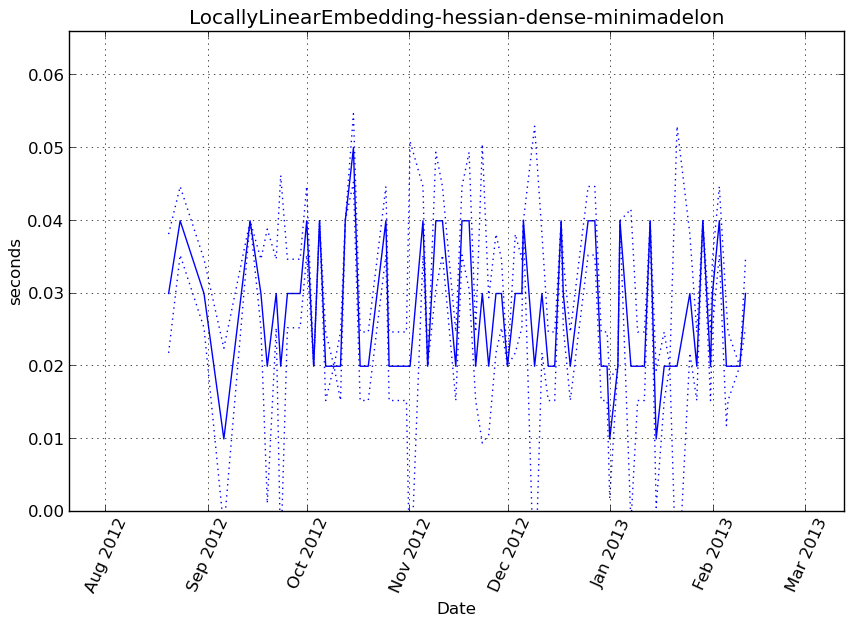 LocallyLinearEmbedding-hessian-dense-minimadelon
0.06
0.05
0.04
0.03
0.02
0.01
0.00
seconds
Aug 2012
Sep 2012
Oct 2012
Nov 2012
Dec 2012
Jan 2013
Feb 2013
Mar 2013
Date